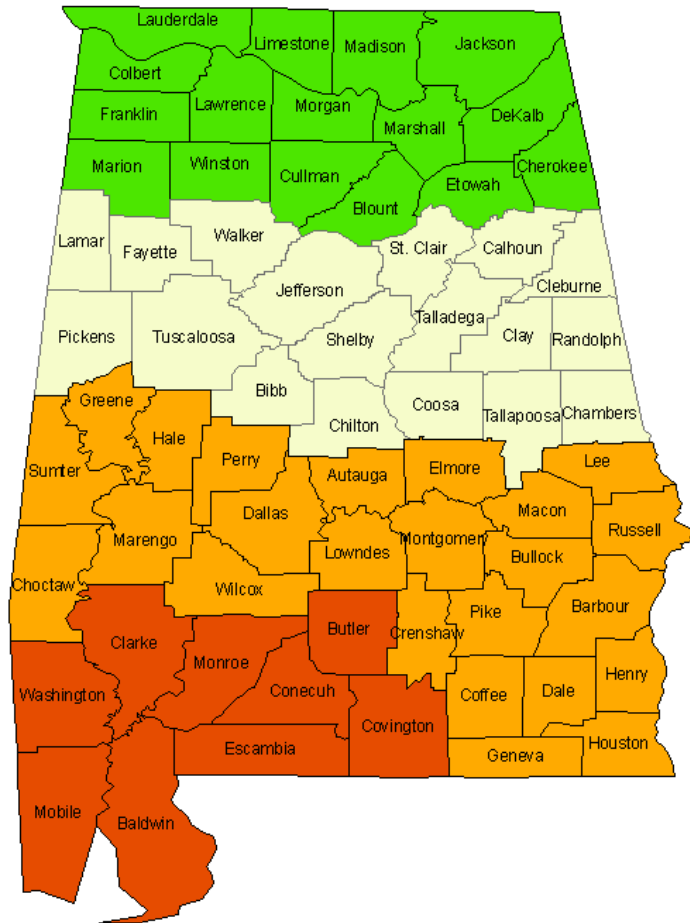 Lauderdale
Limestone
Madison
Jackson
Colbert
Franklin
Lawrence
Morgan
Marshall
DeKalb
Marion
Winston
Cullman
Blount
Etowah
Cherokee
Lamar
Fayette
Walker
St. Clair
Calhoun
Cleburne
Jefferson
Pickens
Tuscaloosa
Shelby
Talladega
Clay
Randolph
Bibb
Chilton
Coosa
Tallapoosa
Chambers
Greene
Hale
Sumter
Perry
Autauga
Elmore
Lee
Marengo
Dallas
Lowndes
Montgomery
Macon
Russell
Bullock
Choctaw
Wilcox
Clarke
Butler
Crenshaw
Pike
Barbour
Washington
Monroe
Conecuh
Covington
Coffee
Dale
Henry
Escambia
Geneva
Houston
Mobile
Baldwin